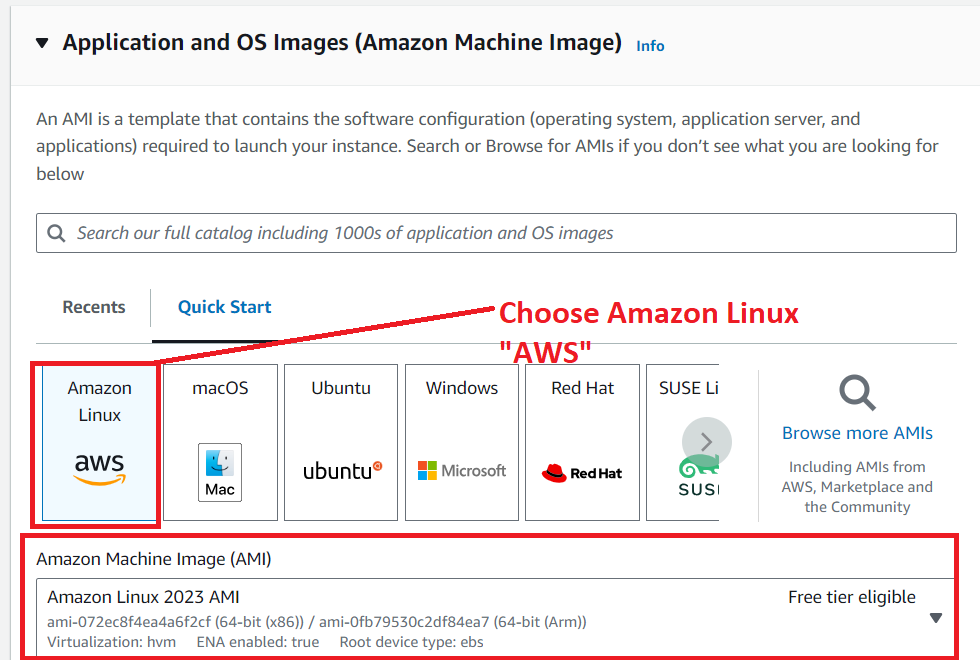 Application and OS Images (Amazon Machine Image) Info
An AMI is a template that contains the software configuration (operating system, application server, and
applications) required to launch your instance. Search or Browse for AMIs if you don’t see what you are looking for
below
Search our full catalog including 1000s of application and OS images
Recents
Quick Start
Choose Amazon Linux
"AWS"
Amazon
Linux
aws
macOS
Mac
Ubuntu
ubuntu
Windows
Microsoft
Red Hat
Red Hat
SUSE Li
SUS
Browse more AMIs
Including AMIs from
AWS, Marketplace and
the Community
Amazon Machine Image (AMI)
Amazon Linux 2023 AMI
Free tier eligible
ami-072ec8f4ea4a6f2cf (64-bit (x86)) / ami-0fb79530c2df84ea7 (64-bit (Arm))
Virtualization: hvm ENA enabled: true Root device type: ebs